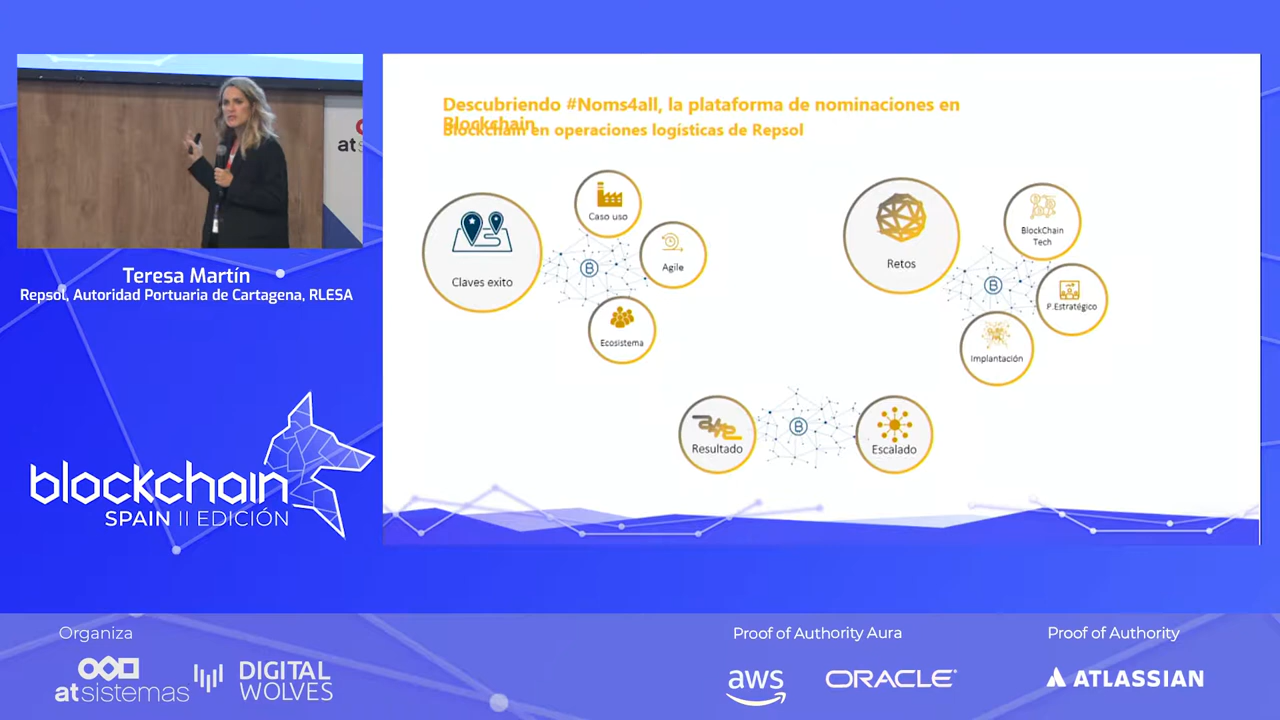 at
Teresa Martín
Repsol, Autoridad Portuaria de Cartagena, RLESA
blockchain
SPAIN II EDICIÓN
Descubriendo #Noms4all, la plataforma de nominaciones en
Blockchain
Blockchain en operaciones logísticas de Repsol
Claves exito
Caso uso
Agile
Ecosistema
Retos
BlockChain
Tech
P.Estratégico
Implantación
Resultado
Escalado
Organiza
atsistemas
DIGITAL
WOLVES
Proof of Authority Aura
aws
ORACLE
Proof of Authority
ATLASSIAN